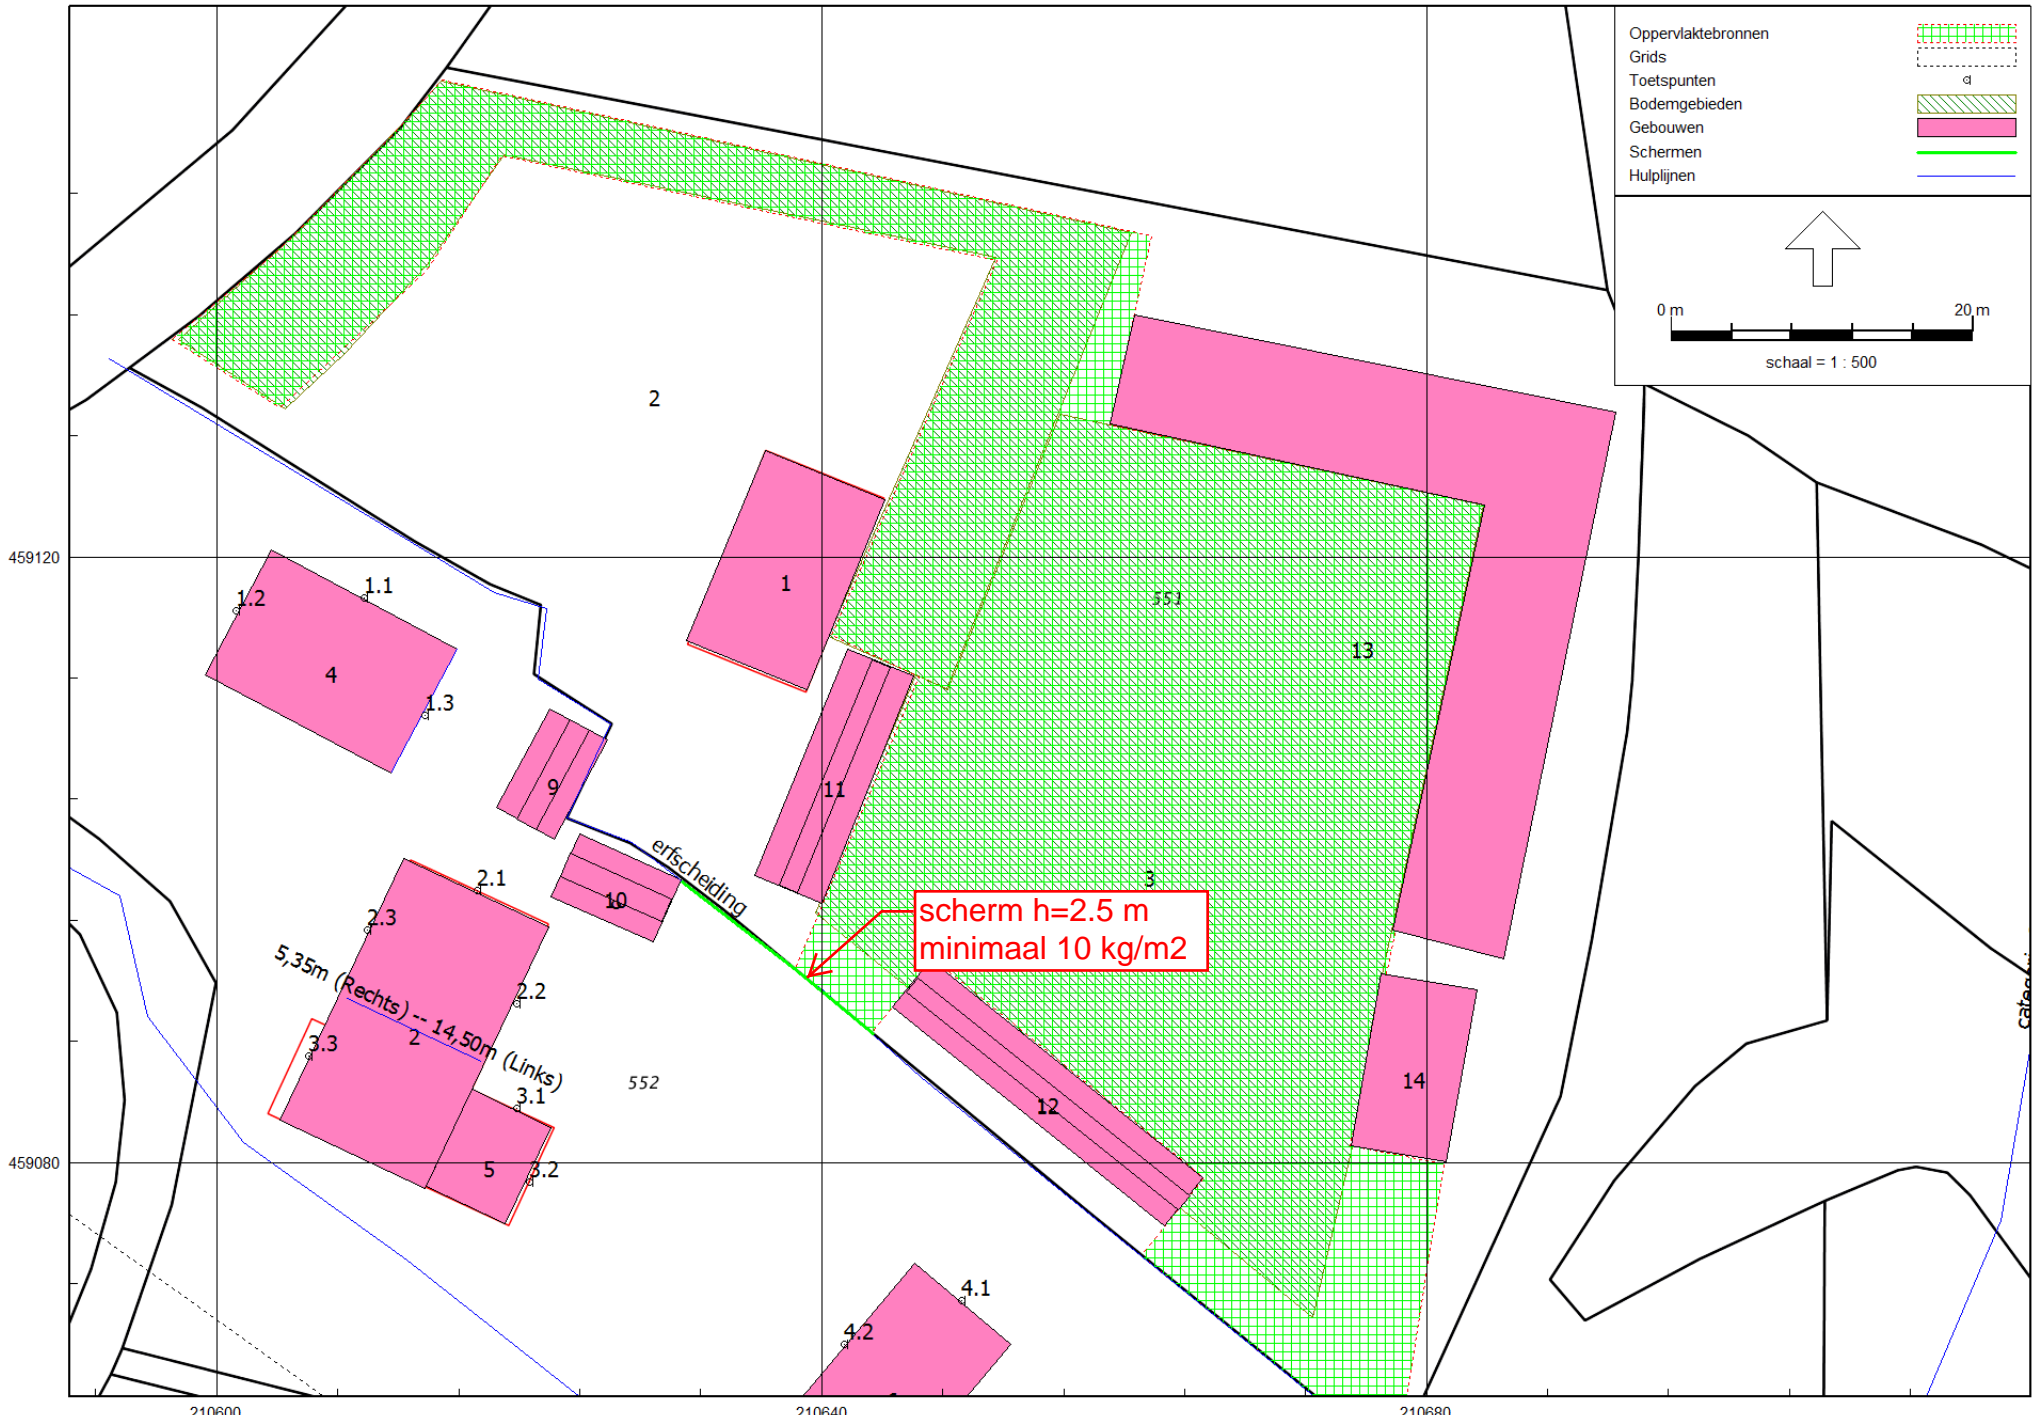 Oppervlaktebronnen
Grids
Toetspunten
Bodemgebieden
Gebouwen
Schermen
Hulplijnen
0 m 20 m
schaal = 1 : 500
2
459120
1
1.1
1.2
4
1.3
551
13
9
11
erfscheiding
3
10
scherm h=2.5 m
minimaal 10 kg/m2
2.1
2.3
2.2
5,35m (Rechts) -- 14,50m (Links)
2
3.3
552
3.1
12
14
459080
5
3.2
4.1
4.2
210600 210640 210680